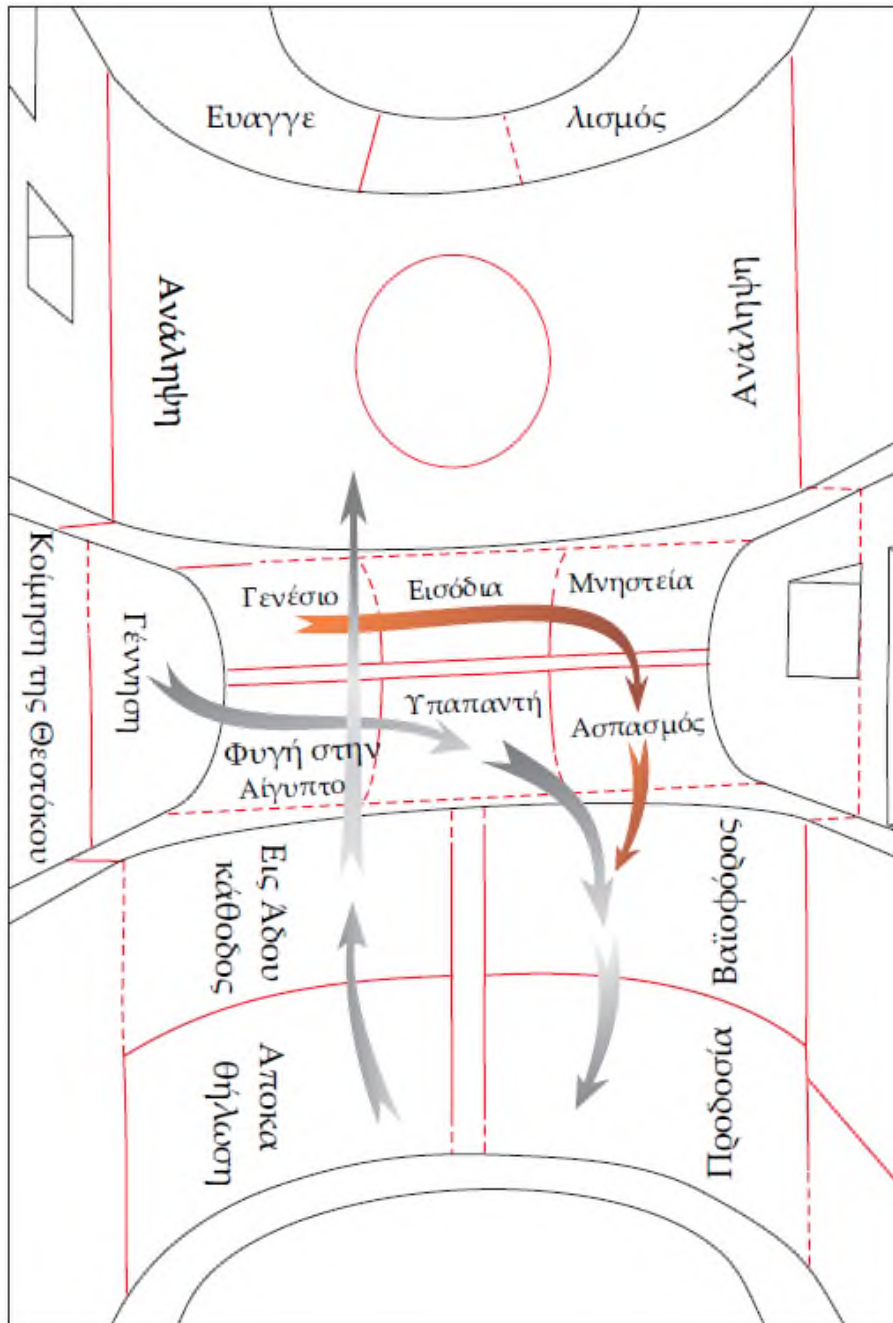 Ευαγγε
λισμός
Ανάληψη
Ανάληψη
Κοίμηση της Θεοτόκου
Γέννηση
Γενέσιο
Εισόδια
Μνηστεία
Φυγή στην
Αίγυπτο
Υπαπαντή
Ασπασμός
Εις Άδου
κάθοδος
Βαϊοφόρος
Αποκα
θήλωση
Προδοσία